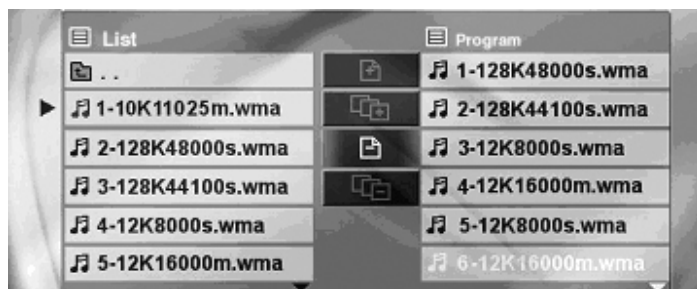 List
. .
1-10K11025m.wma
2-128K48000s.wma
3-128K44100s.wma
4-12K8000s.wma
5-12K16000m.wma
Program
1-128K48000s.wma
2-128K44100s.wma
3-12K8000s.wma
4-12K16000m.wma
5-12K8000s.wma
6-12K16000m.wma